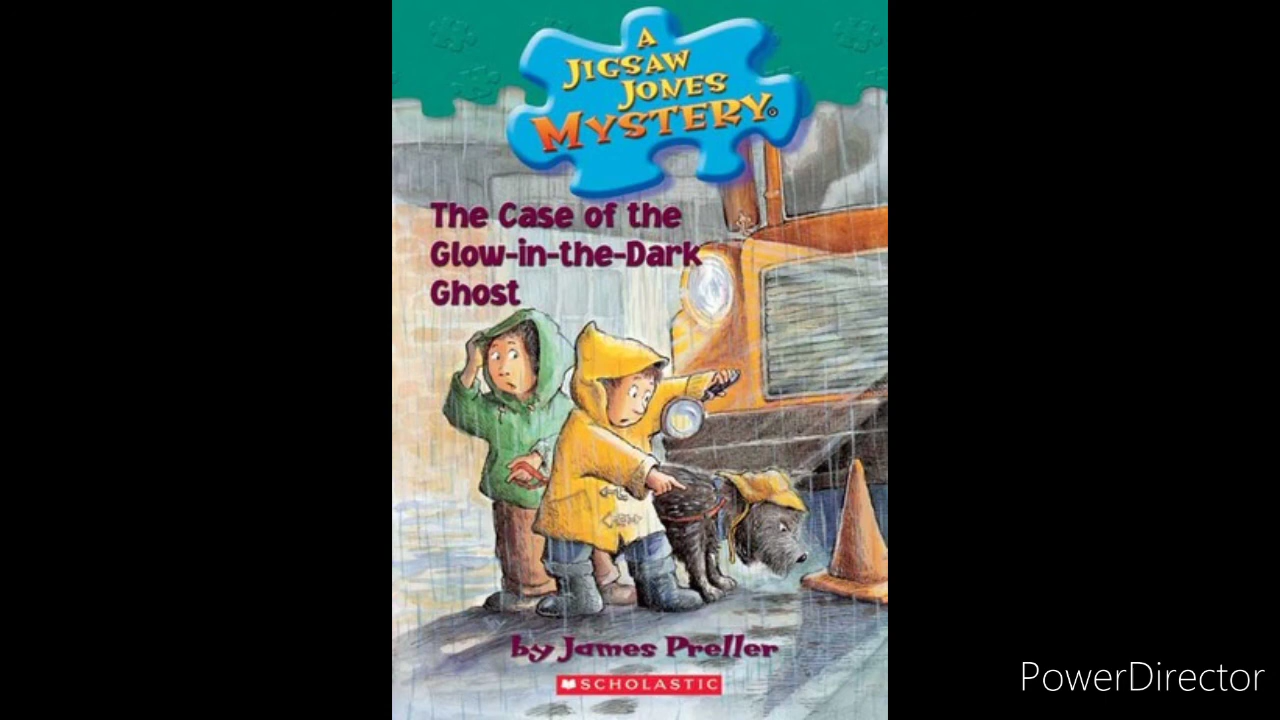 A
JIGSAW
JONES
MYSTERY®
The Case of the
Glow-in-the-Dark
Ghost
by James Preller
SCHOLASTIC
PowerDirector